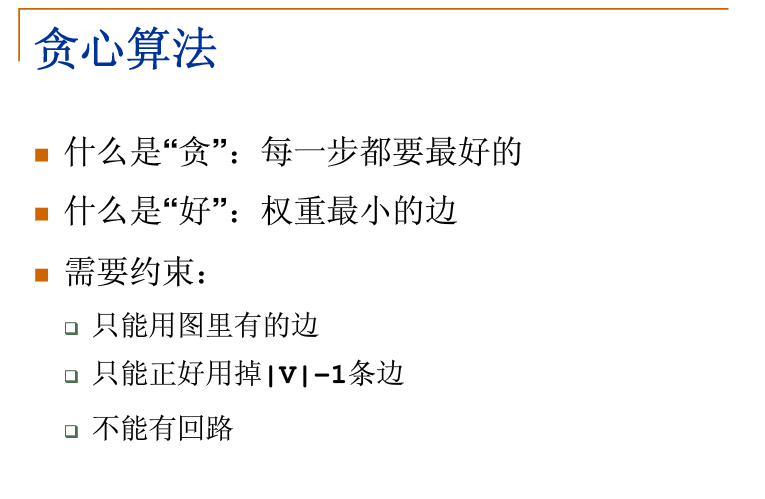 贪心算法
什么是“贪”：每一步都要最好的
什么是“好”：权重最小的边
需要约束：
只能用图里有的边
只能正好用掉|V|-1条边
不能有回路